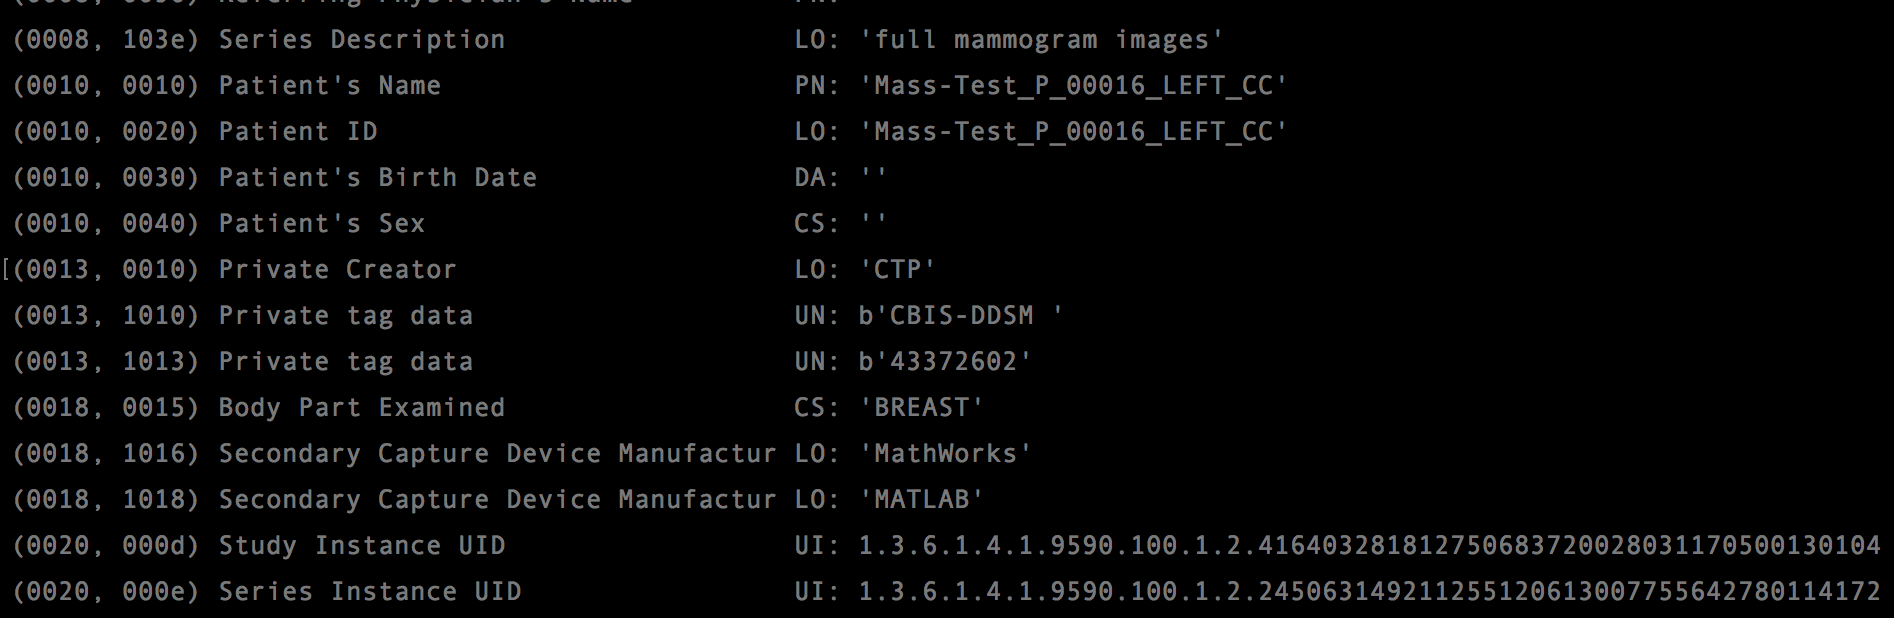 (0008, 103e) Series Description LO: 'full mammogram images'
(0010, 0010) Patient's Name PN: 'Mass-Test_P_00016_LEFT_CC'
(0010, 0020) Patient ID LO: 'Mass-Test_P_00016_LEFT_CC'
(0010, 0030) Patient's Birth Date DA: ''
(0010, 0040) Patient's Sex CS: ''
[(0013, 0010) Private Creator LO: 'CTP'
(0013, 1010) Private tag data UN: b'CBIS-DDSM '
(0013, 1013) Private tag data UN: b'43372602'
(0018, 0015) Body Part Examined CS: 'BREAST'
(0018, 1016) Secondary Capture Device Manufactur LO: 'MathWorks'
(0018, 1018) Secondary Capture Device Manufactur LO: 'MATLAB'
(0020, 000d) Study Instance UID UI: 1.3.6.1.4.1.9590.100.1.2.416403281812750683720028031170500130104
(0020, 000e) Series Instance UID UI: 1.3.6.1.4.1.9590.100.1.2.245063149211255120613007755642780114172